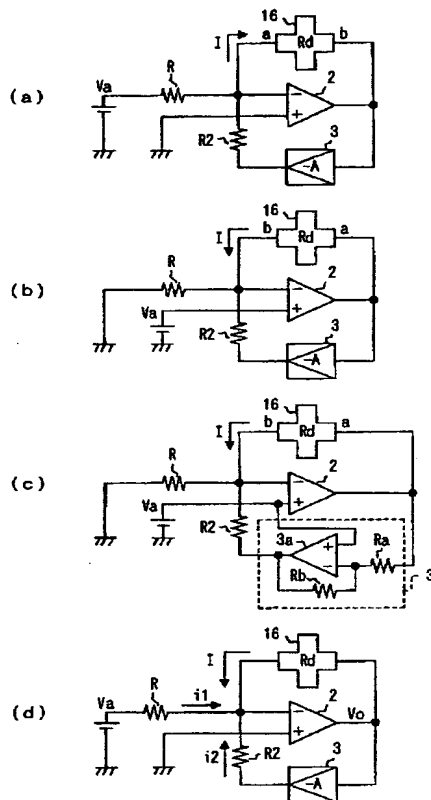 (a)
16
I
a
Rd
b
R
Va
2
−
+
R2
3
−A
(b)
16
I
b
Rd
a
R
2
−
+
Va
R2
3
−A
(c)
16
I
b
Rd
a
R
2
−
+
Va
R2
3a
+
−
Ra
Rb
3
(d)
16
I
Rd
R
i1
2
Va
−
+
Vo
i2
R2
3
−A